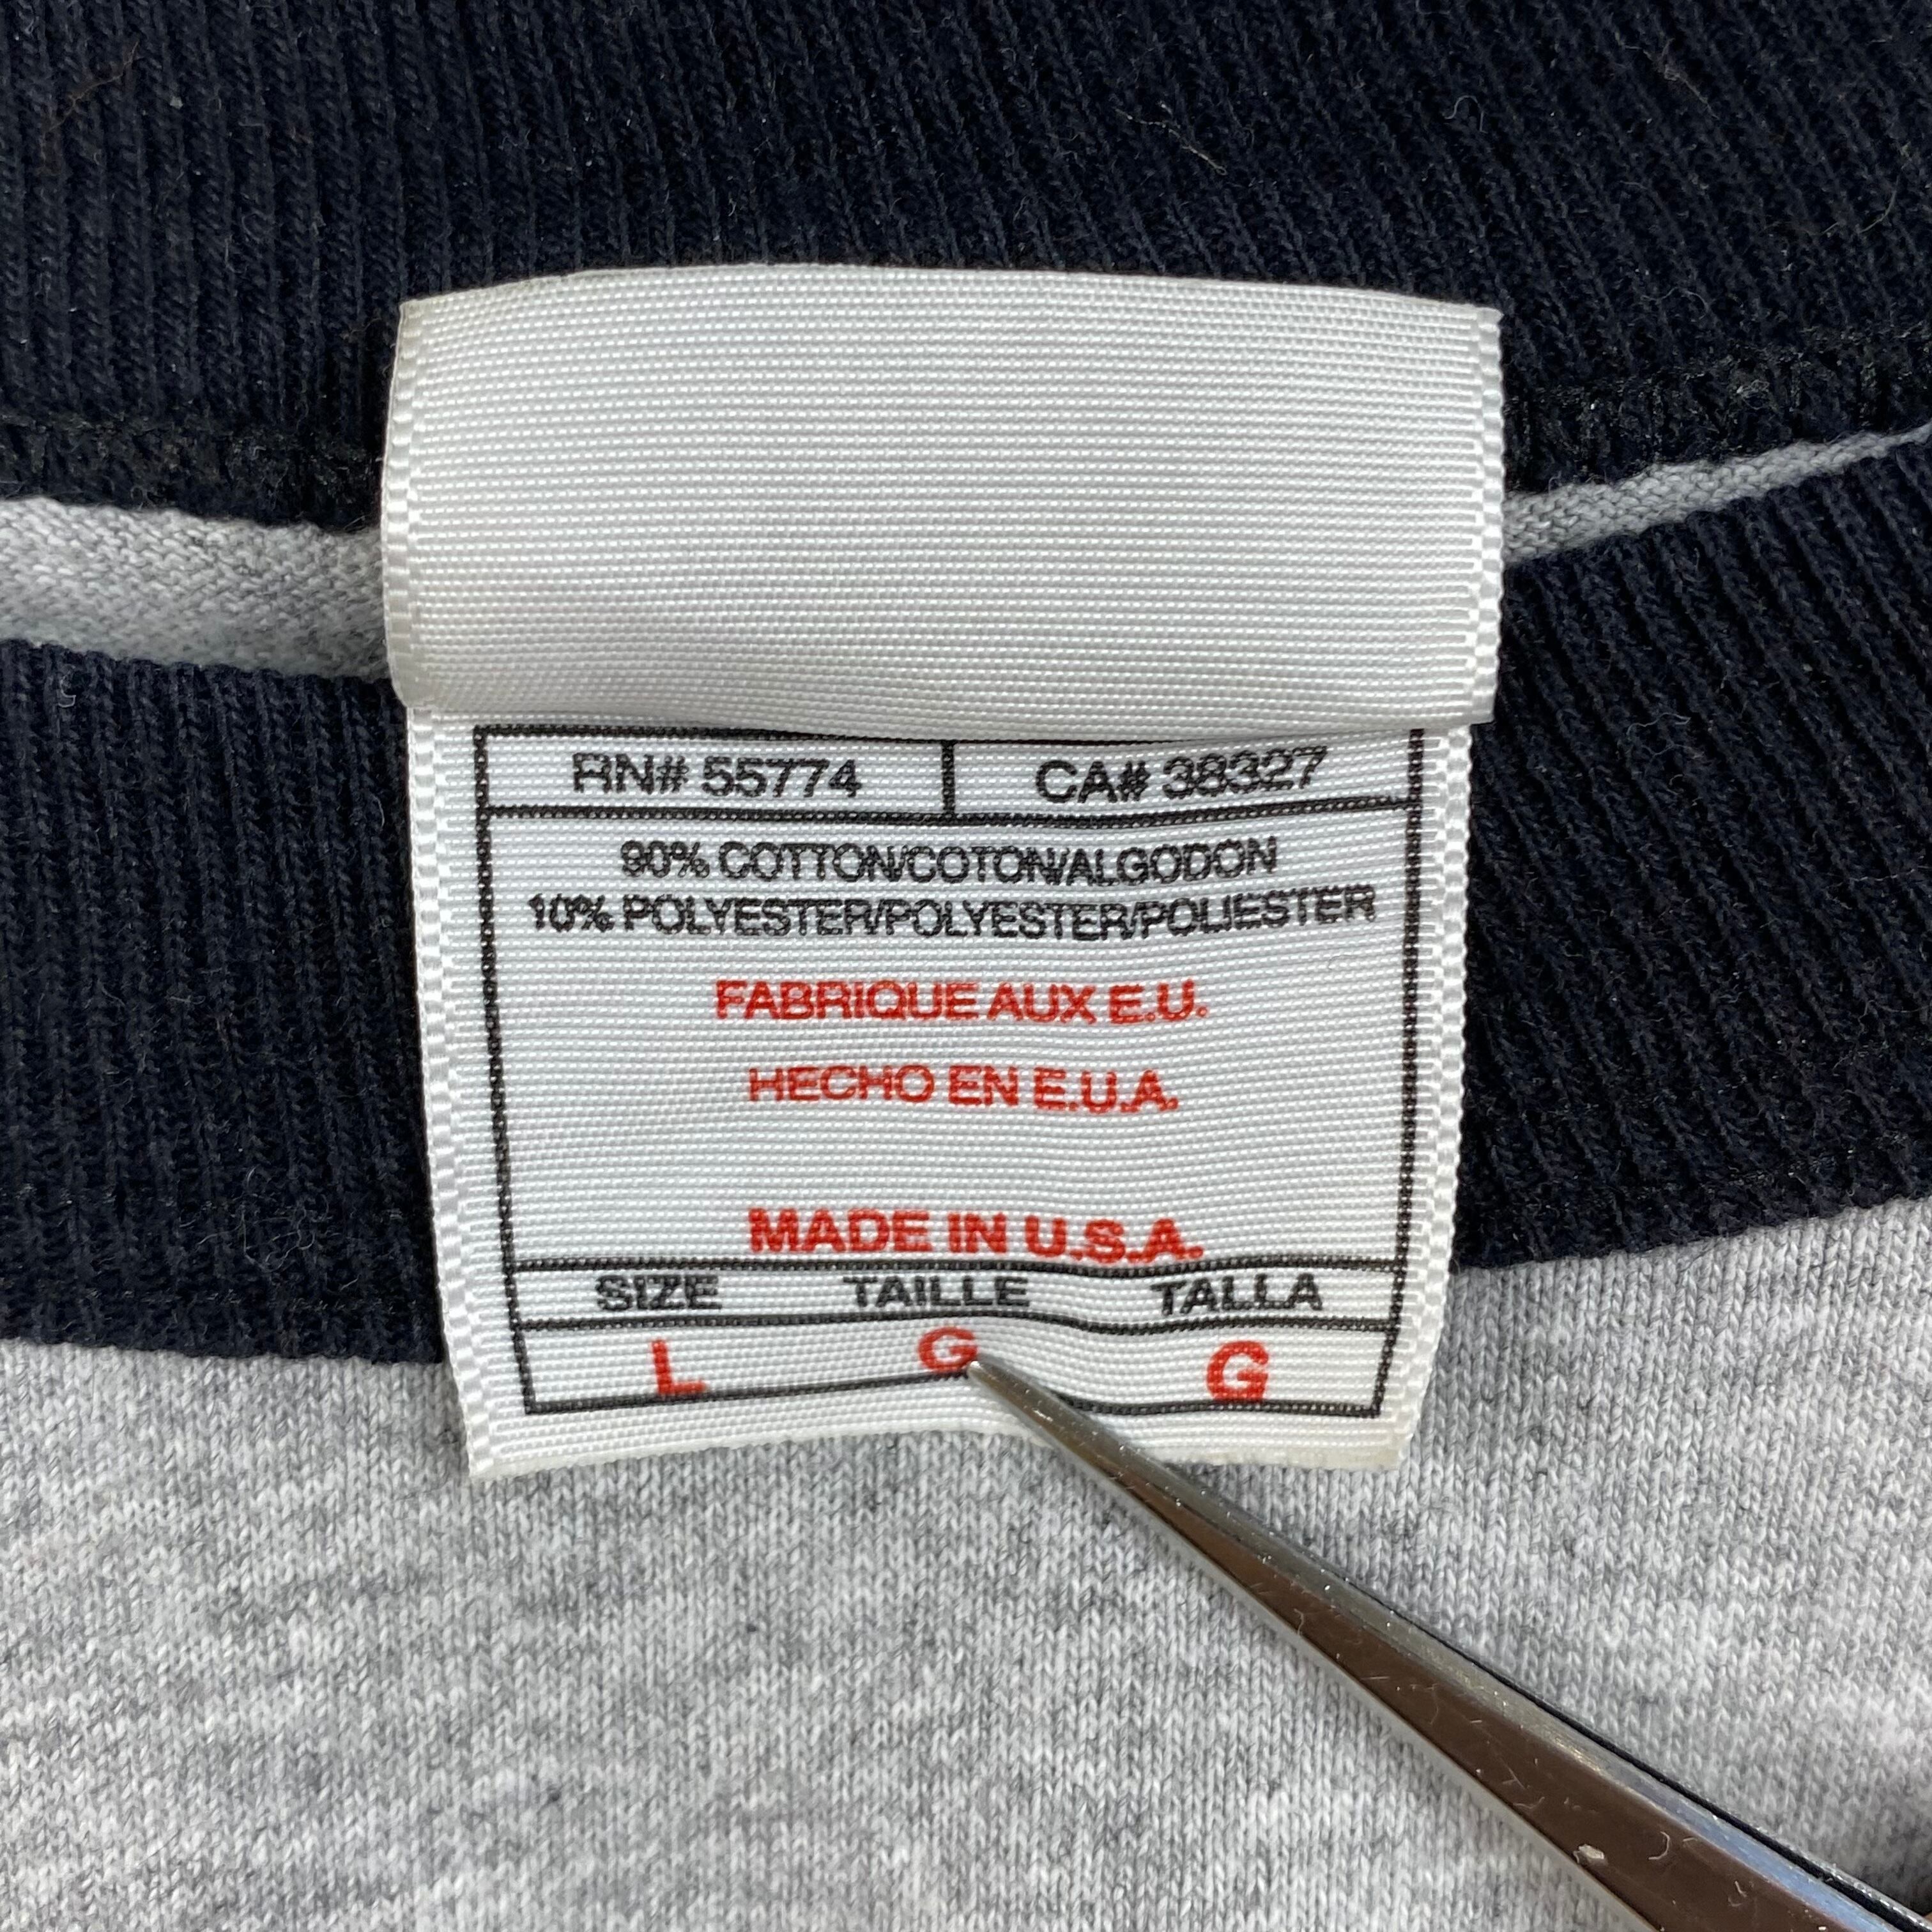 RN# 55774 CA# 38327
90% COTTON/COTON/ALGODON
10% POLYESTER/POLYESTER/POLIESTER
FABRIQUE AUX E.U.
HECHO EN E.U.A.
MADE IN U.S.A.
SIZE TAILLE TALLA
L G G